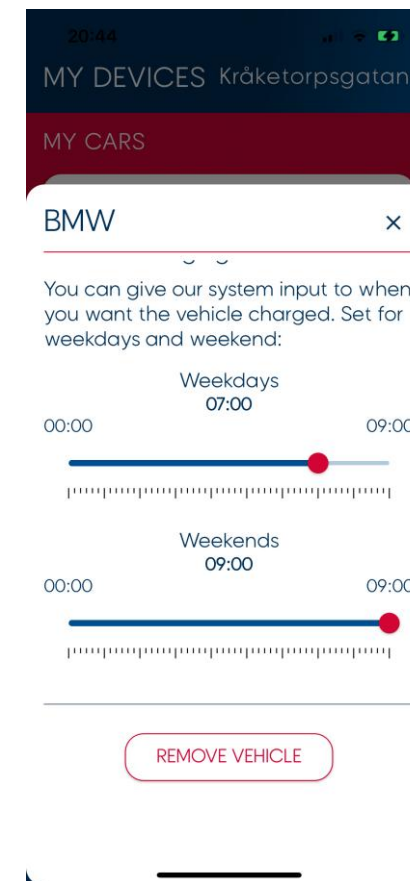 20:44
MY DEVICES Kråketorpsgatan
MY CARS
BMW
×
You can give our system input to when
you want the vehicle charged. Set for
weekdays and weekend:
Weekdays
07:00
00:00 09:00
Weekends
09:00
00:00 09:00
REMOVE VEHICLE